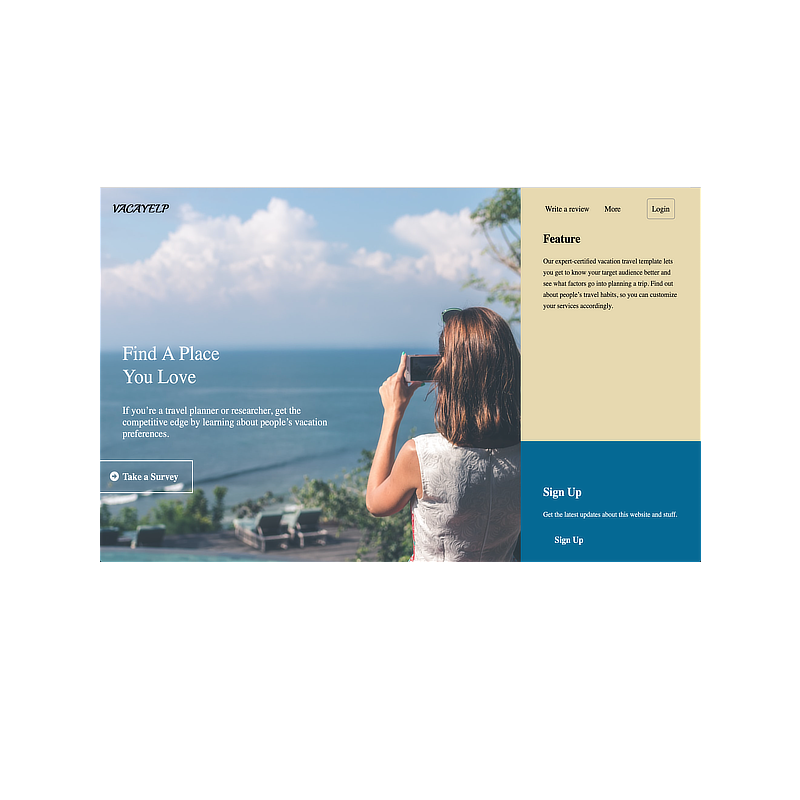 VACAYELP
Write a review
More
Login
Feature
Our expert-certified vacation travel template lets
you get to know your target audience better and
see what factors go into planning a trip. Find out
about people's travel habits, so you can customize
your services accordingly.
Find A Place
You Love
If you're a travel planner or researcher, get the
competitive edge by learning about people's vacation
preferences.
Take a Survey
Sign Up
Get the latest updates about this website and stuff.
Sign Up